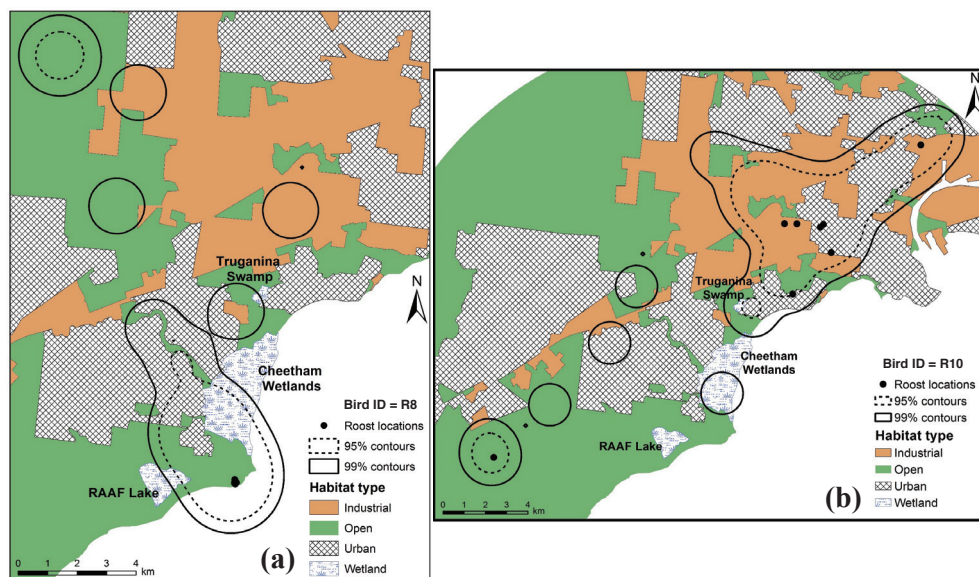 Truganina
Swamp
N
Cheetham
Wetlands
Bird ID = R8
Roost locations
95% contours
99% contours
RAAF Lake
Habitat type
Industrial
Open
Urban
Wetland
(a)
0 1 2 3 4
km
N
Truganina
Swamp
Cheetham
Wetlands
Bird ID = R10
Roost locations
95% contours
99% contours
RAAF Lake
Habitat type
Industrial
Open
Urban
Wetland
(b)
0 1 2 3 4
km